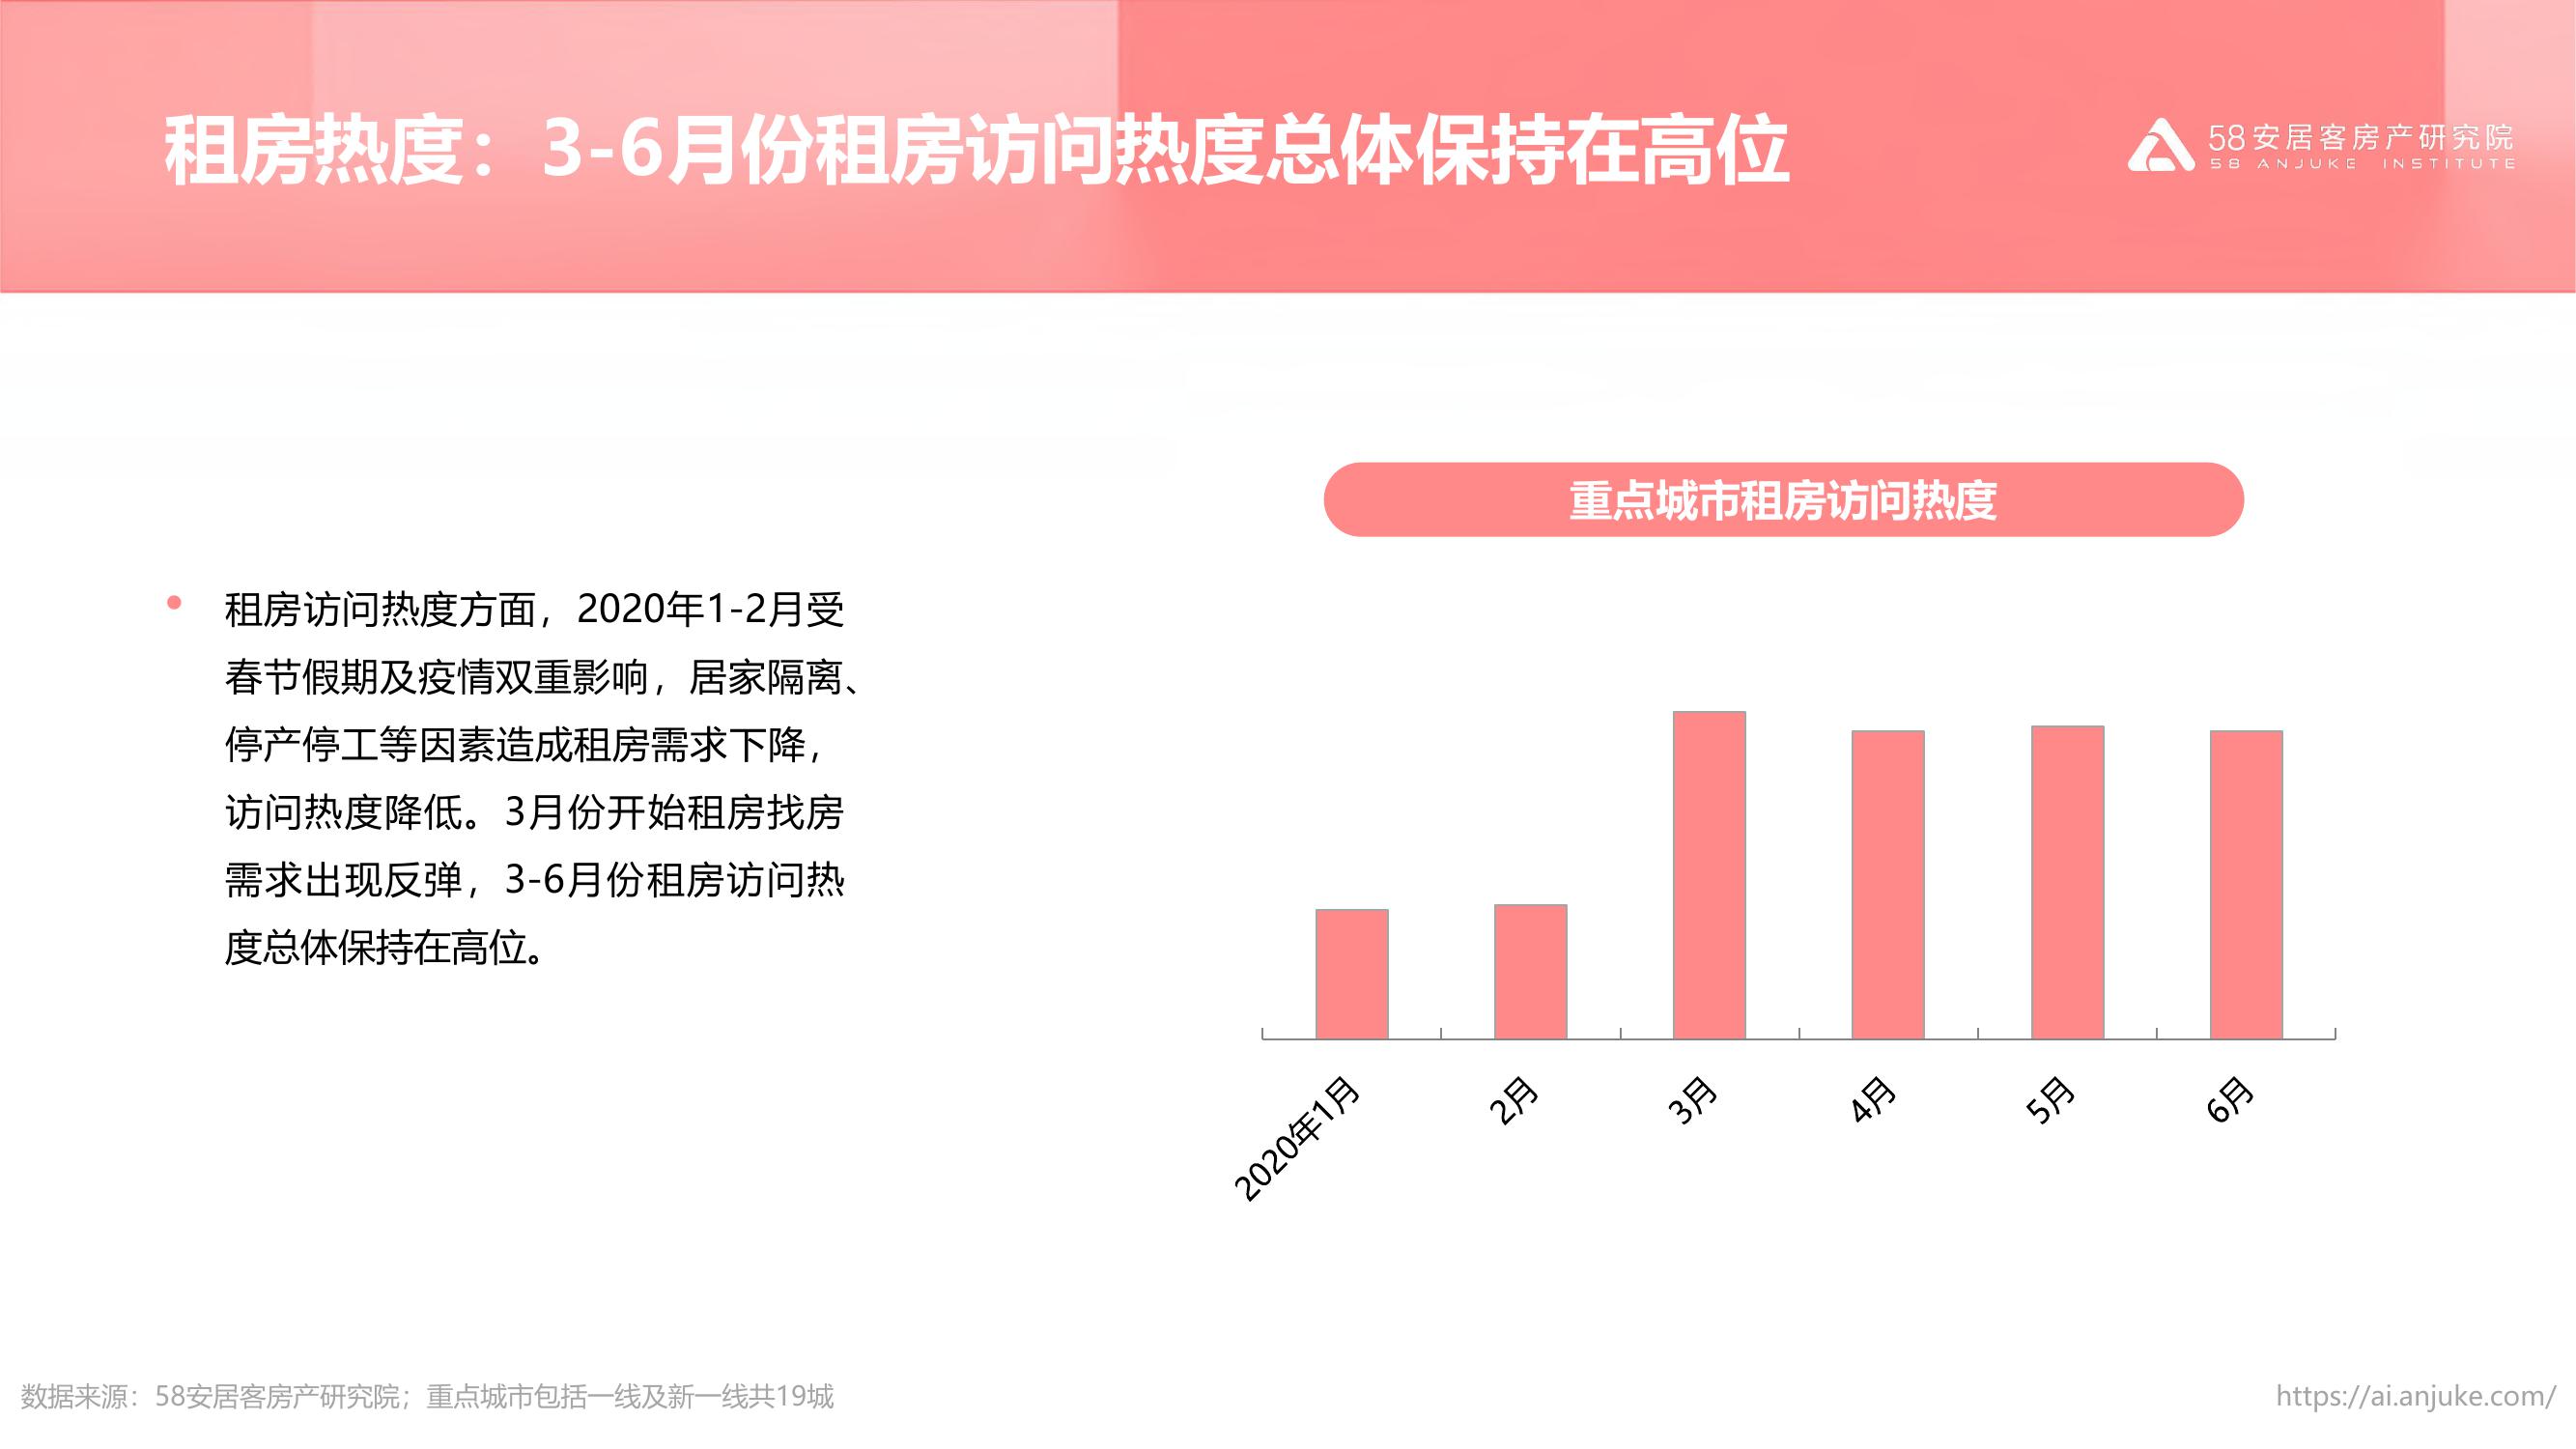 租房热度：3-6月份租房访问热度总体保持在高位
58安居客房产研究院
58 ANJUKE INSTITUTE
重点城市租房访问热度
• 租房访问热度方面，2020年1-2月受
春节假期及疫情双重影响，居家隔离、
停产停工等因素造成租房需求下降，
访问热度降低。3月份开始租房找房
需求出现反弹，3-6月份租房访问热
度总体保持在高位。
2020年1月
2月
3月
4月
5月
6月
数据来源：58安居客房产研究院；重点城市包括一线及新一线共19城
https://ai.anjuke.com/